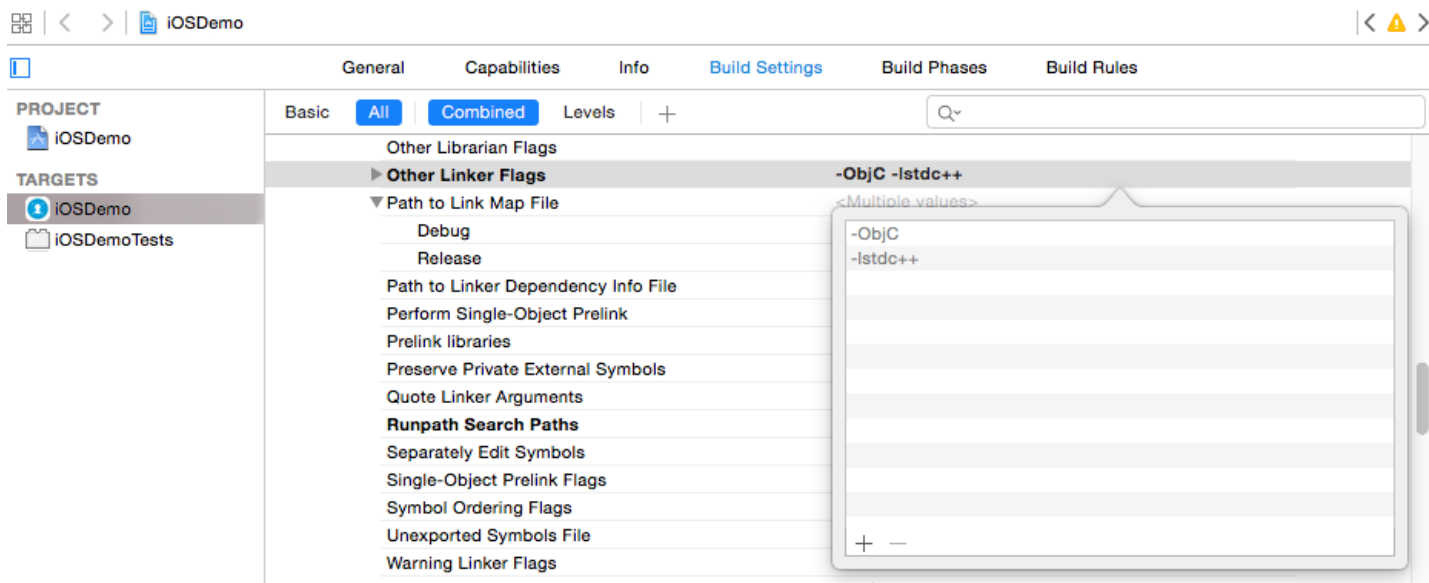 iOSDemo
General Capabilities Info Build Settings Build Phases Build Rules
PROJECT
iOSDemo
TARGETS
iOSDemo
iOSDemoTests
Basic All Combined Levels +
Other Librarian Flags
Other Linker Flags -ObjC -lstdc++
Path to Link Map File <Multiple values>
Debug
Release
Path to Linker Dependency Info File
Perform Single-Object Prelink
Prelink libraries
Preserve Private External Symbols
Quote Linker Arguments
Runpath Search Paths
Separately Edit Symbols
Single-Object Prelink Flags
Symbol Ordering Flags
Unexported Symbols File
Warning Linker Flags
-ObjC
-lstdc++
+ −